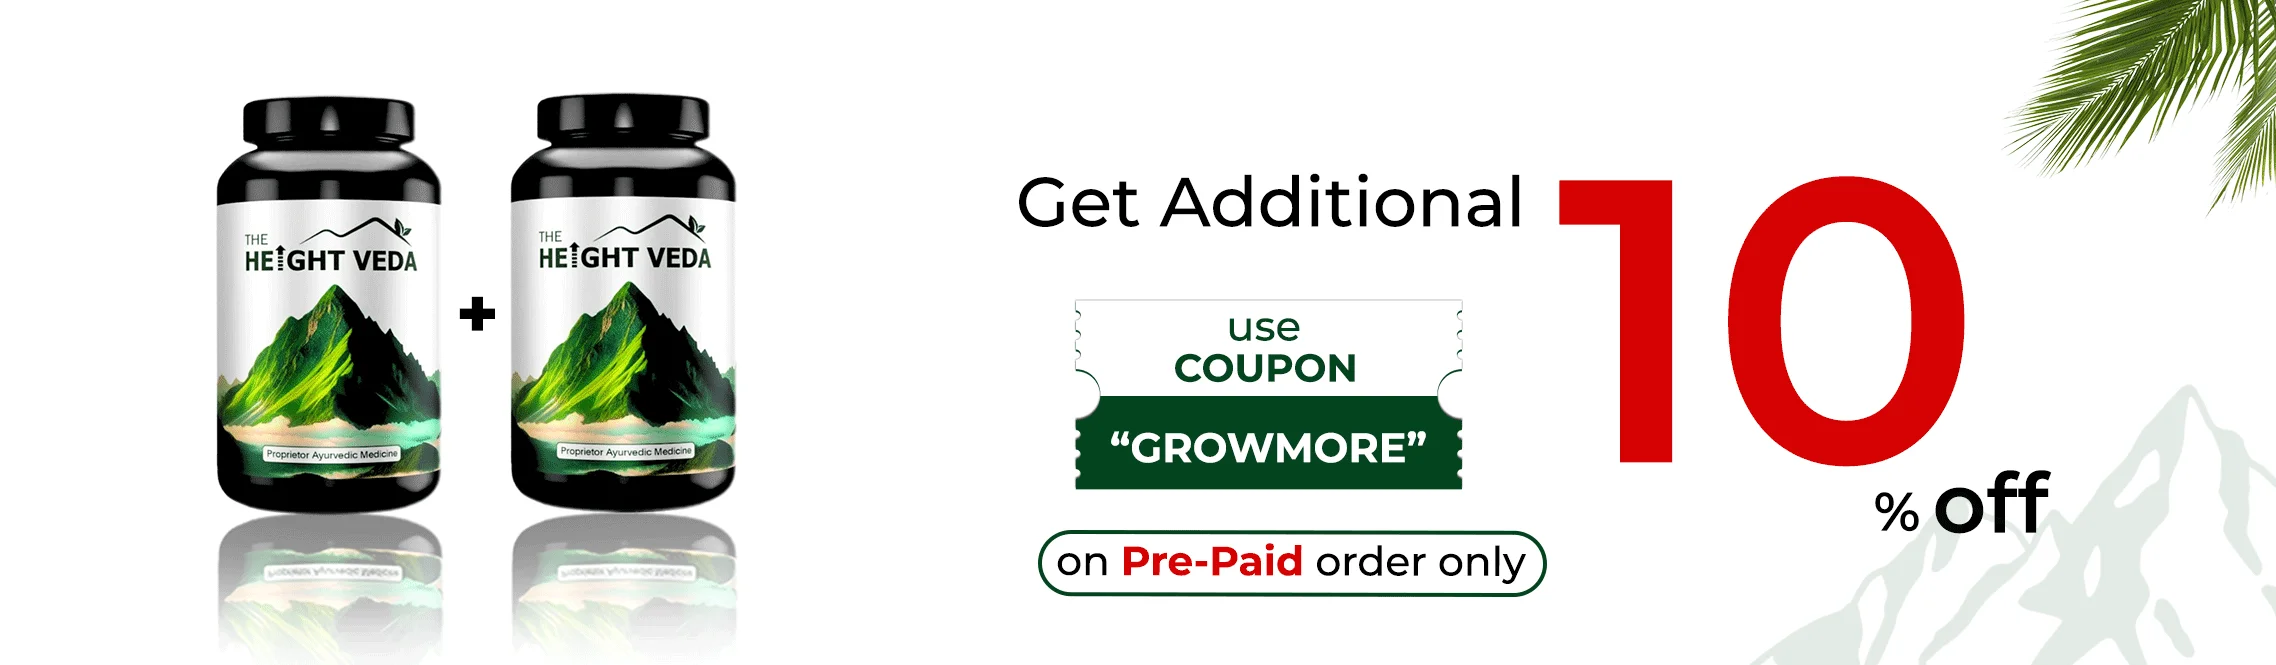 THE
HEIGHT VEDA
Proprietor Ayurvedic Medicine
+
THE
HEIGHT VEDA
Proprietor Ayurvedic Medicine
Get Additional 10
% off
use
COUPON
“GROWMORE”
on Pre-Paid order only